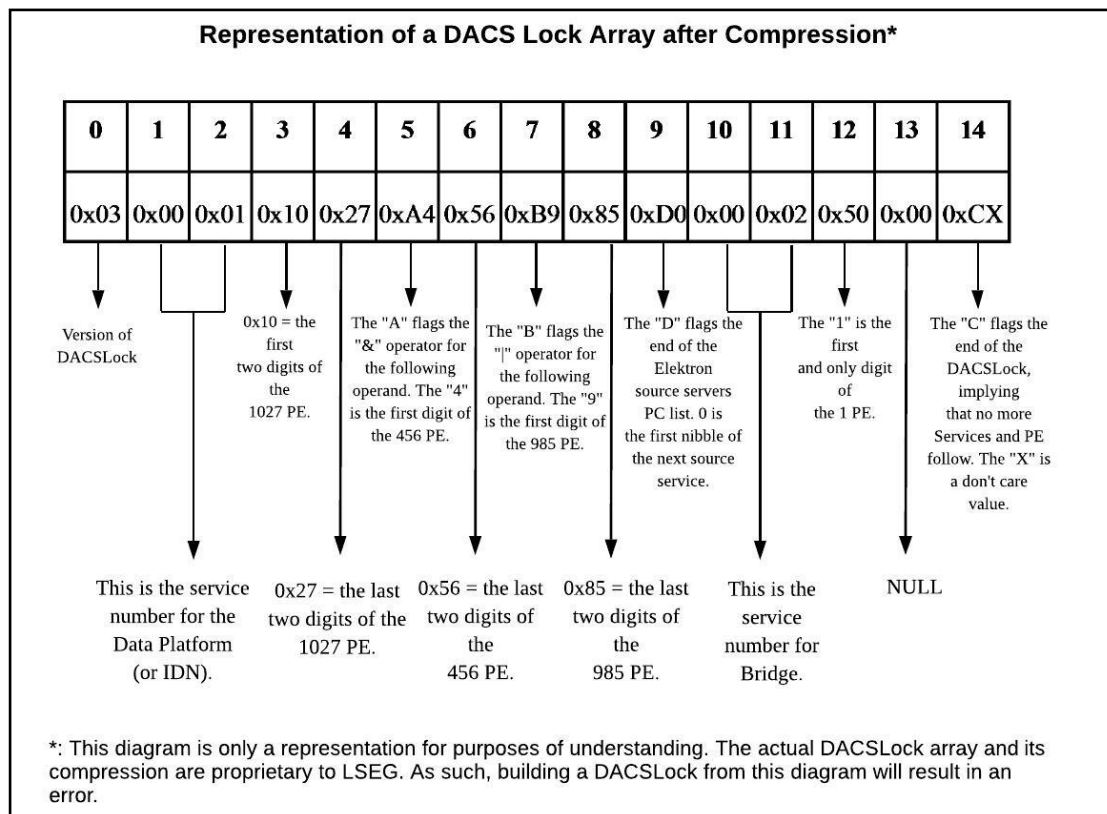 Representation of a DACS Lock Array after Compression*
0 1 2 3 4 5 6 7 8 9 10 11 12 13 14
0x03 0x00 0x01 0x10 0x27 0xA4 0x56 0xB9 0x85 0xD0 0x00 0x02 0x50 0x00 0xCX
Version of
DACSLock
0x10 = the
first
two digits of
the
1027 PE.
The "A" flags the
"&" operator for
the following
operand. The "4"
is the first digit of
the 456 PE.
The "B" flags the
"|" operator for
the following
operand. The "9"
is the first digit of
the 985 PE.
The "D" flags the
end of the
Elektron
source servers
PC list. 0 is
the first nibble of
the next source
service.
The "1" is the
first
and only digit
of
the 1 PE.
The "C" flags the
end of the
DACSLock,
implying
that no more
Services and PE
follow. The "X" is
a don't care
value.
This is the service
number for the
Data Platform
(or IDN).
0x27 = the last
two digits of the
1027 PE.
0x56 = the last
two digits of
the
456 PE.
0x85 = the last
two digits of
the
985 PE.
This is the
service
number for
Bridge.
NULL
*: This diagram is only a representation for purposes of understanding. The actual DACSLock array and its
compression are proprietary to LSEG. As such, building a DACSLock from this diagram will result in an
error.